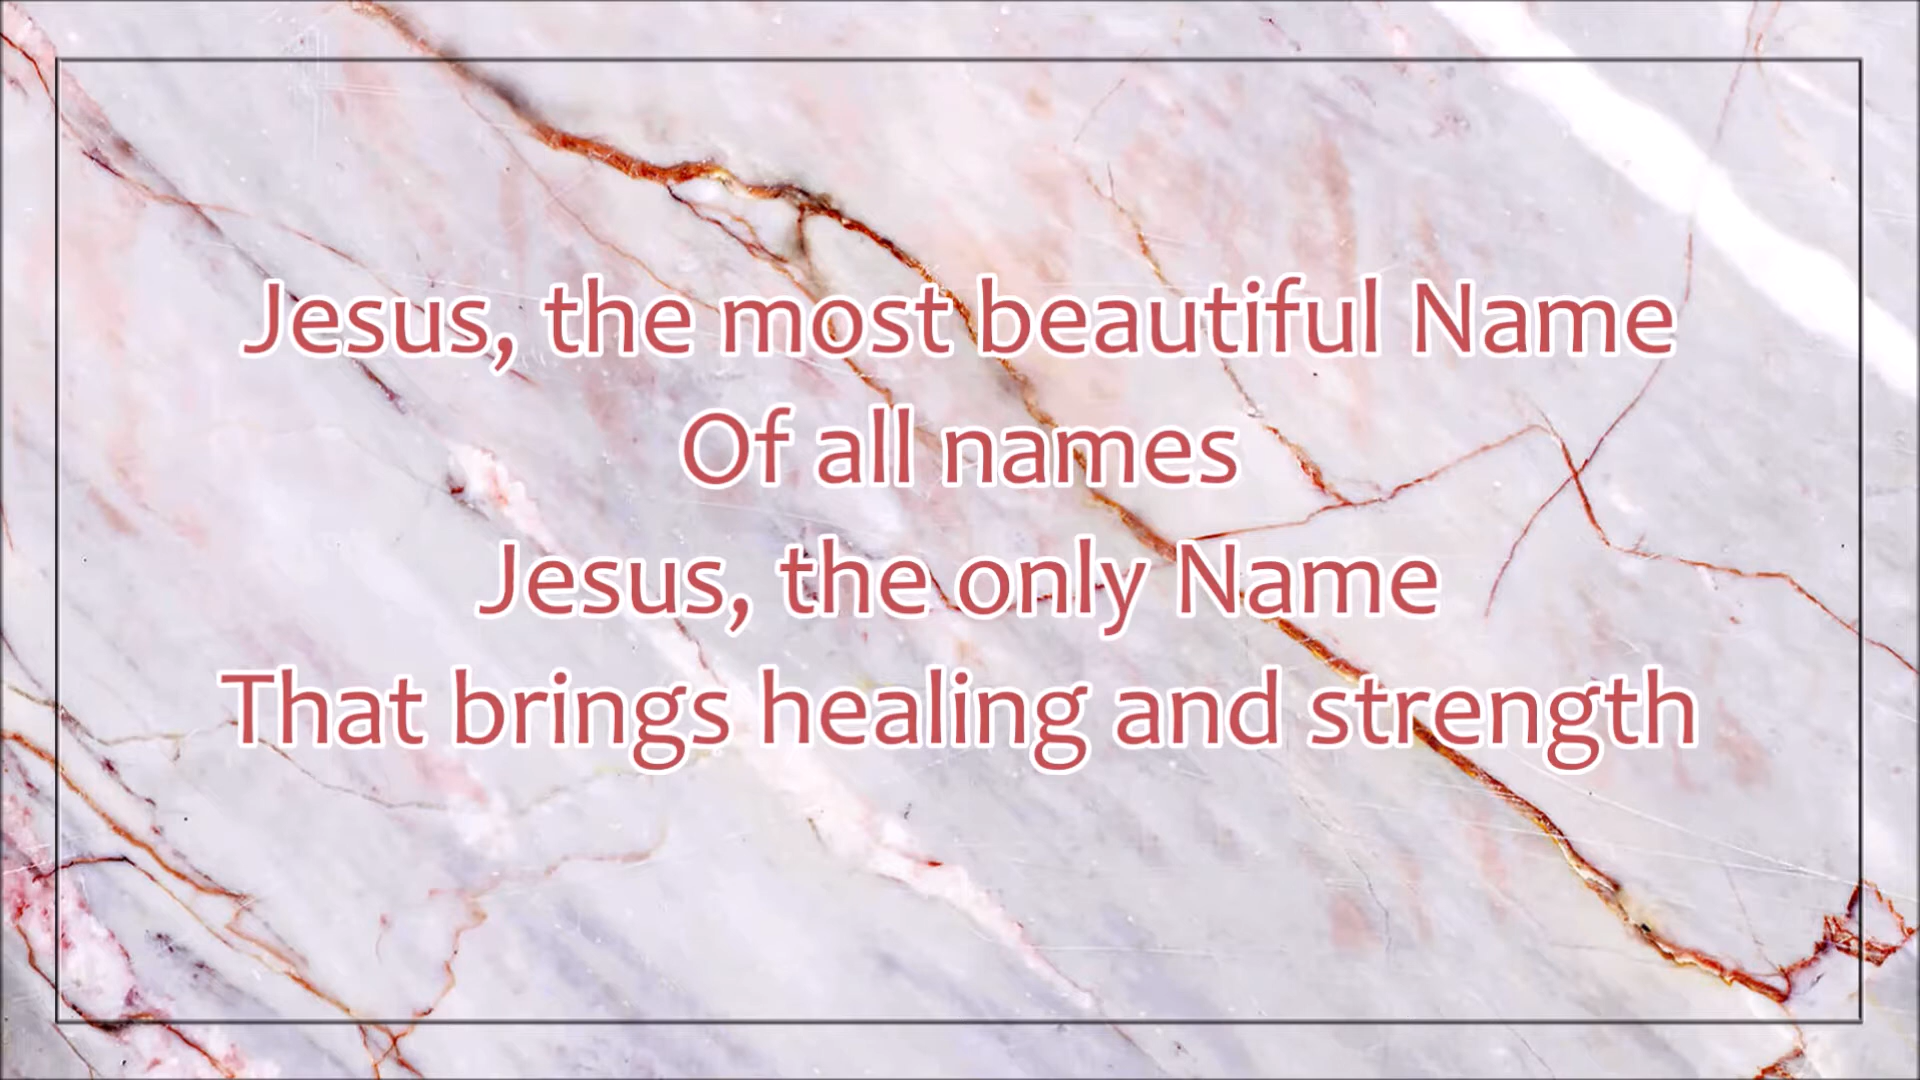 Jesus, the most beautiful Name
Of all names
Jesus, the only Name
That brings healing and strength